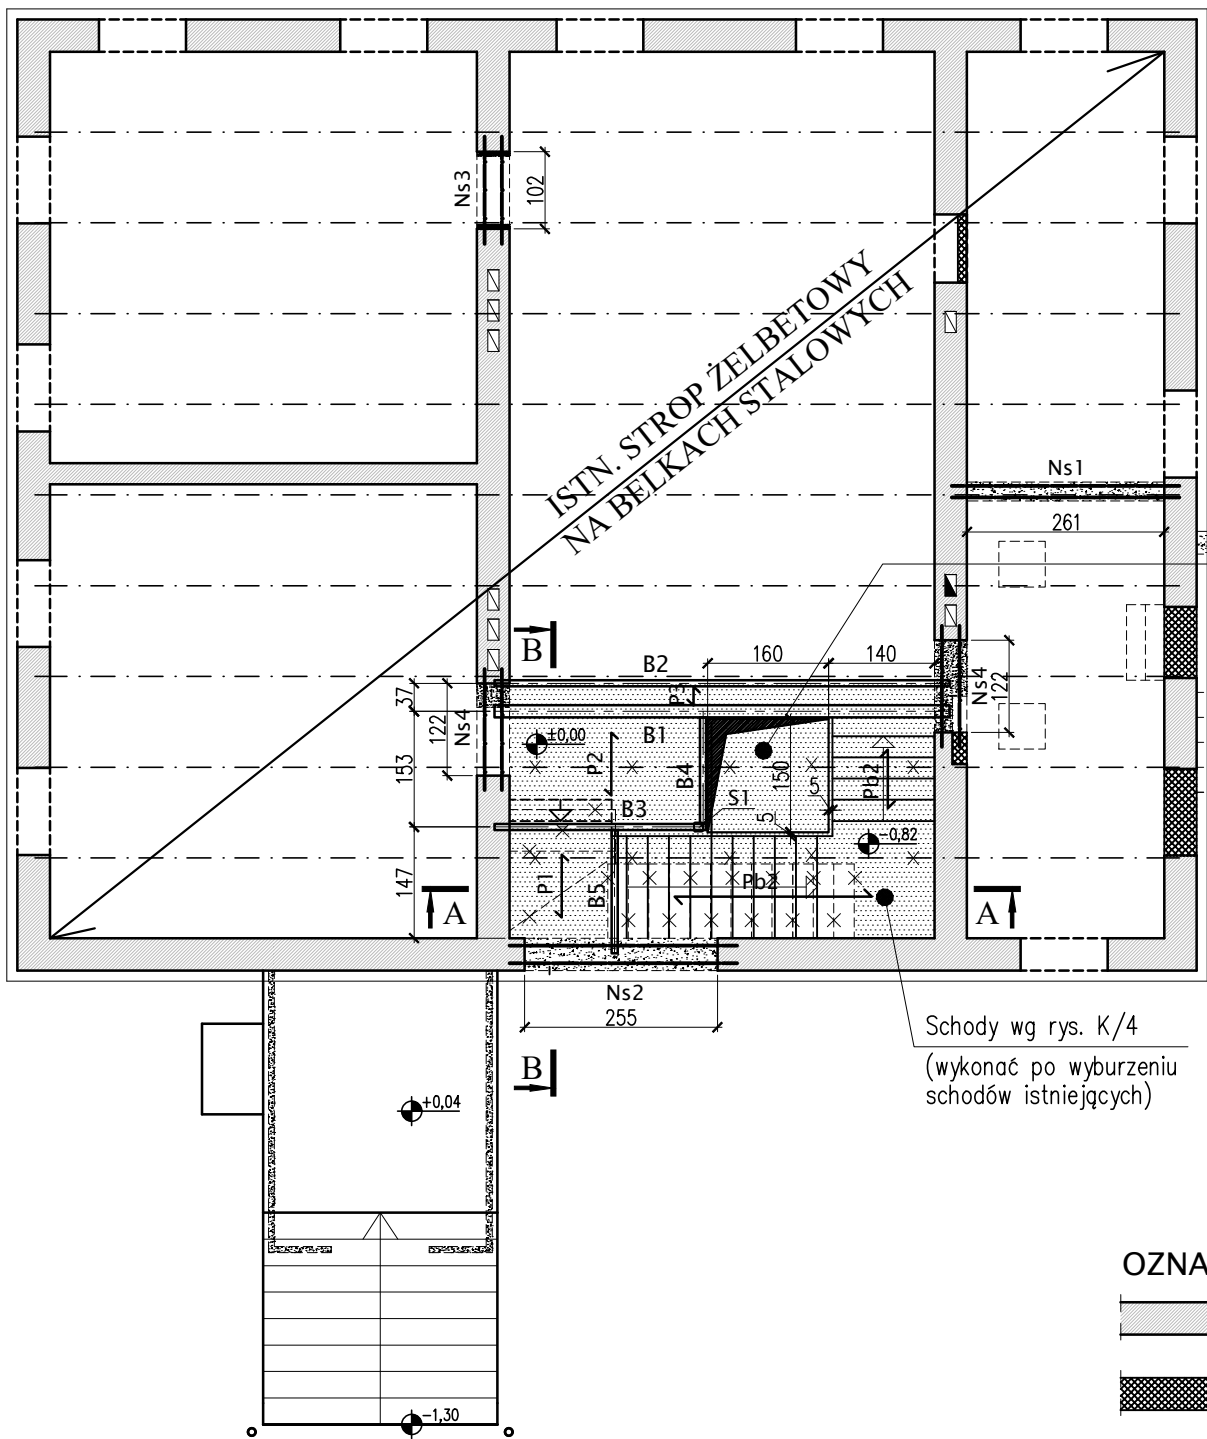 Ns3
102
ISTN. STROP ŻELBETOWY
NA BELKACH STALOWYCH
Ns1
261
B
B2
160
140
P3
37
122
Ns4
Ns4
122
±0,00
B1
P2
B4
150
5
Pb2
153
B3
S1
5
-0,82
147
P1
B5
Pb2
A
A
Ns2
255
B
Schody wg rys. K/4
(wykonać po wyburzeniu
schodów istniejących)
+0,04
-1,30
OZNA